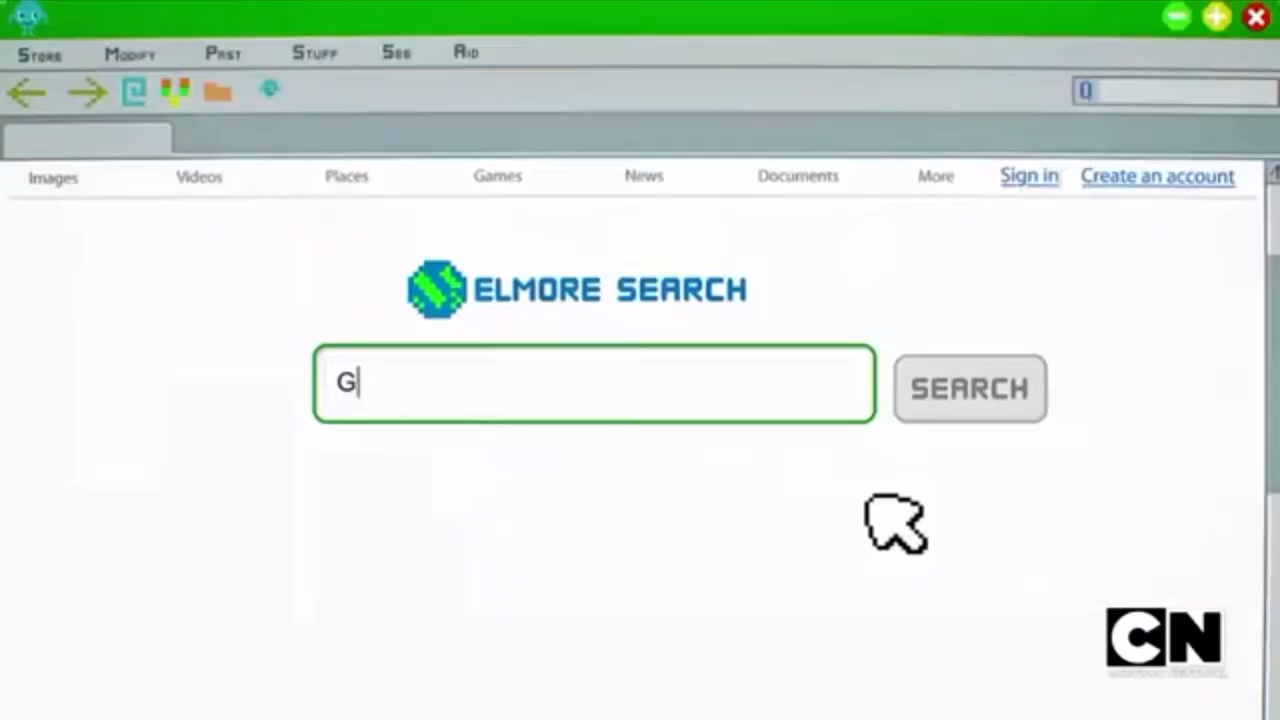 Store Modify Past Stuff See Aid
Q
Images Videos Places Games News Documents More Sign in Create an account
ELMORE SEARCH
G
SEARCH
CN